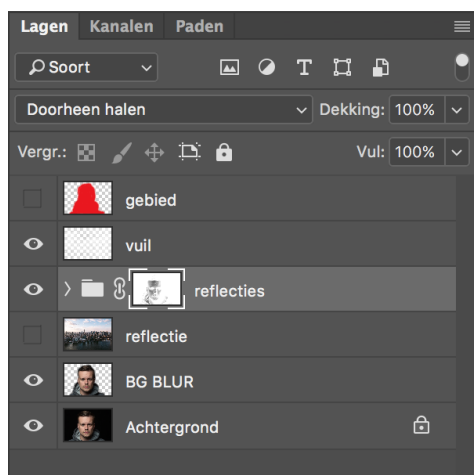 Lagen Kanalen Paden
Soort T
Doorheen halen Dekking: 100%
Vergr.: Vul: 100%
gebied
vuil
reflecties
reflectie
BG BLUR
Achtergrond